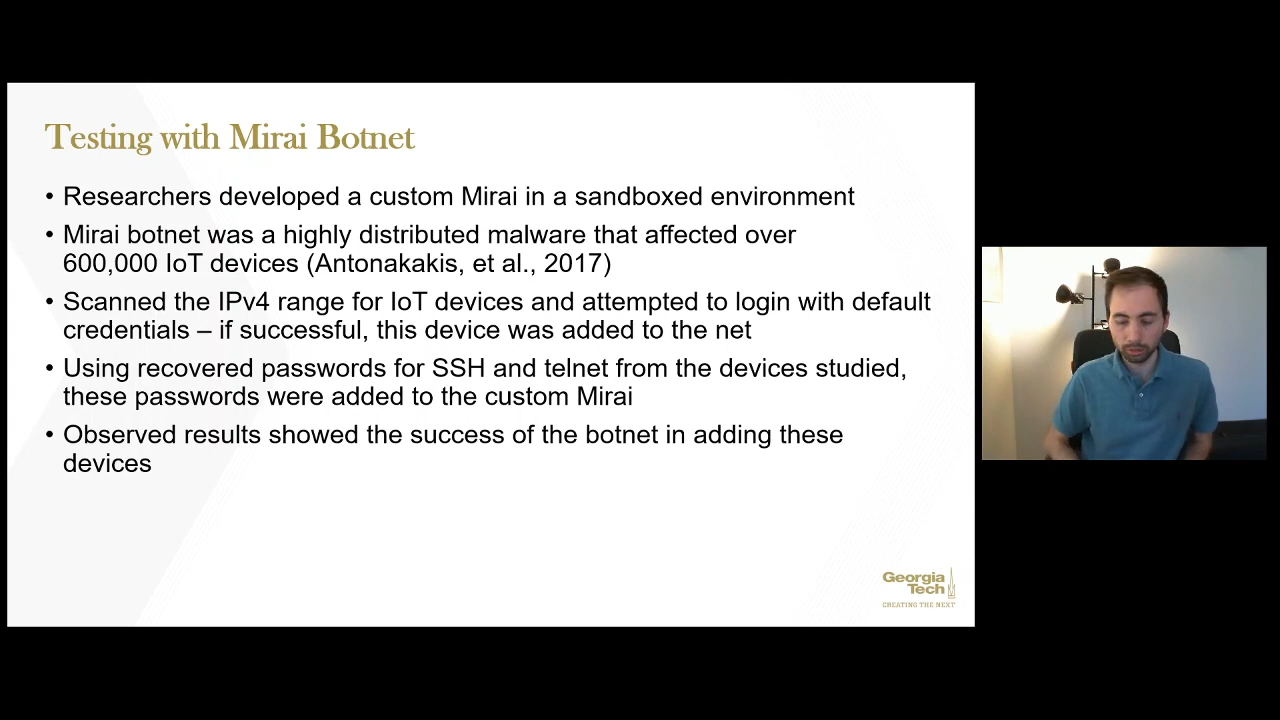 Testing with Mirai Botnet
• Researchers developed a custom Mirai in a sandboxed environment
• Mirai botnet was a highly distributed malware that affected over
600,000 IoT devices (Antonakakis, et al., 2017)
• Scanned the IPv4 range for IoT devices and attempted to login with default
credentials – if successful, this device was added to the net
• Using recovered passwords for SSH and telnet from the devices studied,
these passwords were added to the custom Mirai
• Observed results showed the success of the botnet in adding these
devices
Georgia
Tech
CREATING THE NEXT